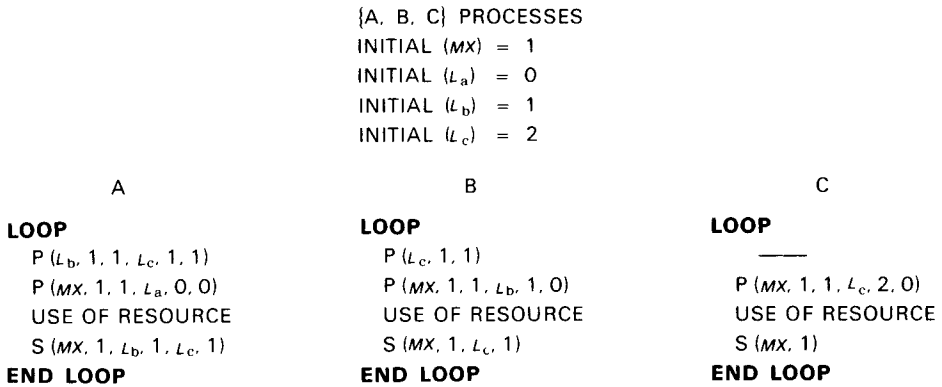 {A, B, C} PROCESSES
INITIAL (MX) = 1
INITIAL (La) = 0
INITIAL (Lb) = 1
INITIAL (Lc) = 2
A
LOOP
P (Lb, 1, 1, Lc, 1, 1)
P (MX, 1, 1, La, 0, 0)
USE OF RESOURCE
S (MX, 1, Lb, 1, Lc, 1)
END LOOP
B
LOOP
P (Lc, 1, 1)
P (MX, 1, 1, Lb, 1, 0)
USE OF RESOURCE
S (MX, 1, Lc, 1)
END LOOP
C
LOOP
P (MX, 1, 1, Lc, 2, 0)
USE OF RESOURCE
S (MX, 1)
END LOOP